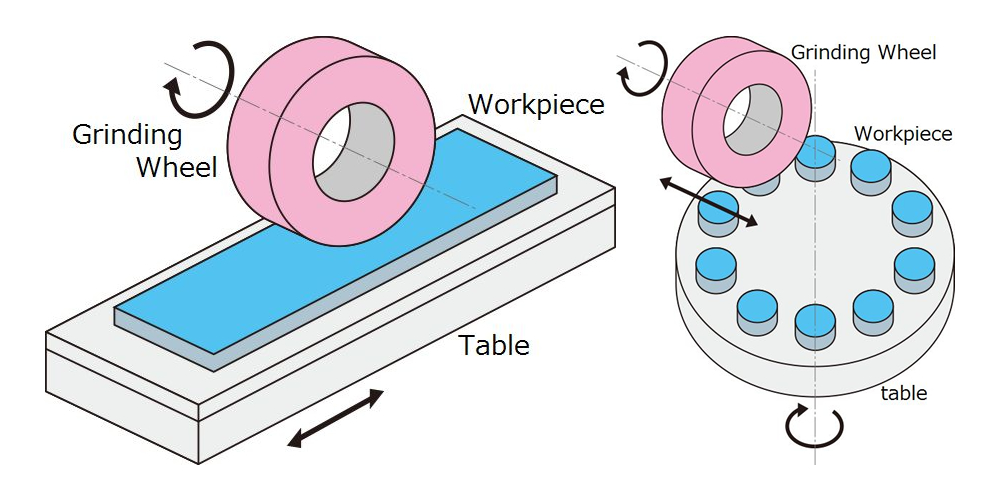 Grinding
Wheel
Workpiece
Table
Grinding Wheel
Workpiece
table